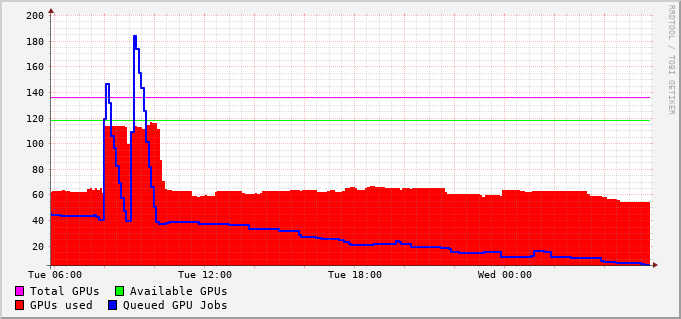 200
180
160
140
120
100
80
60
40
20
Tue 06:00 Tue 12:00 Tue 18:00 Wed 00:00
Total GPUs Available GPUs
GPUs used Queued GPU Jobs
RRDTOOL / TOBI OETIKER